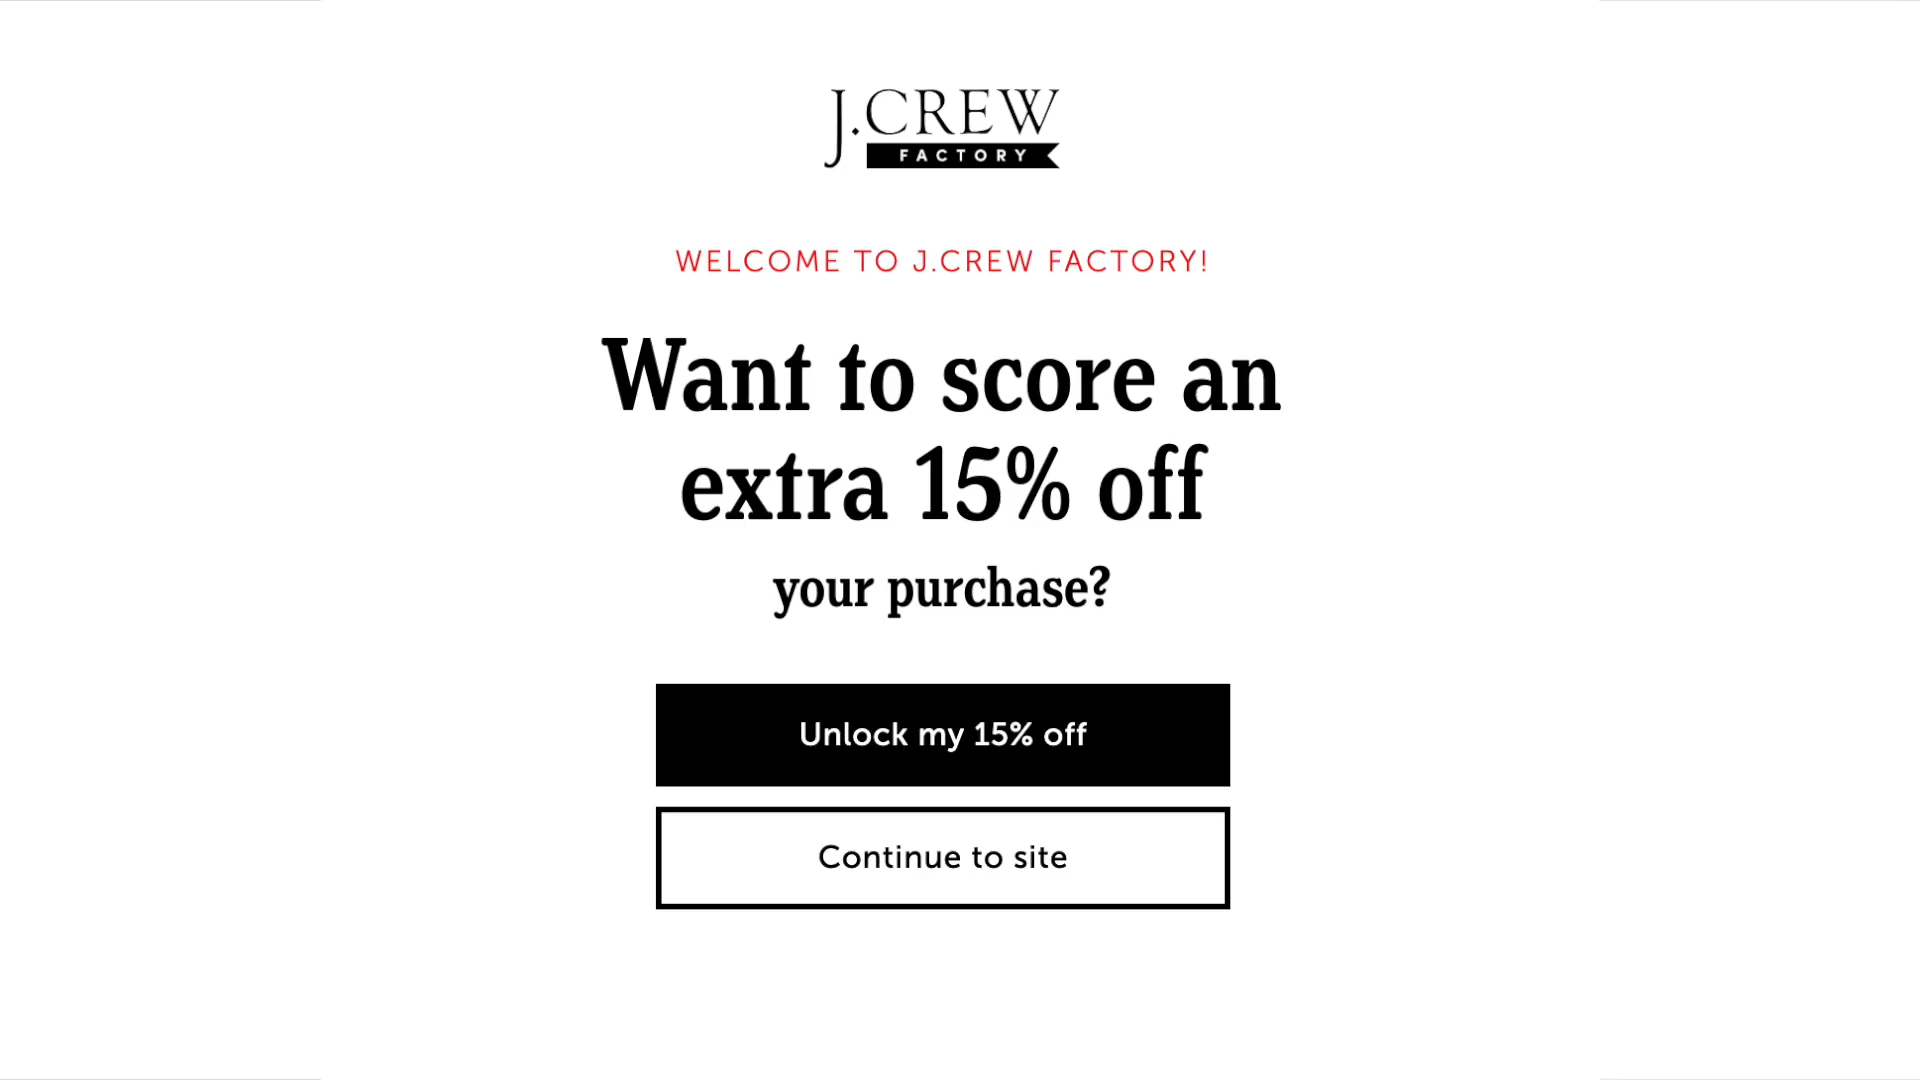 J.CREW
FACTORY
WELCOME TO J.CREW FACTORY!
Want to score an
extra 15% off
your purchase?
Unlock my 15% off
Continue to site